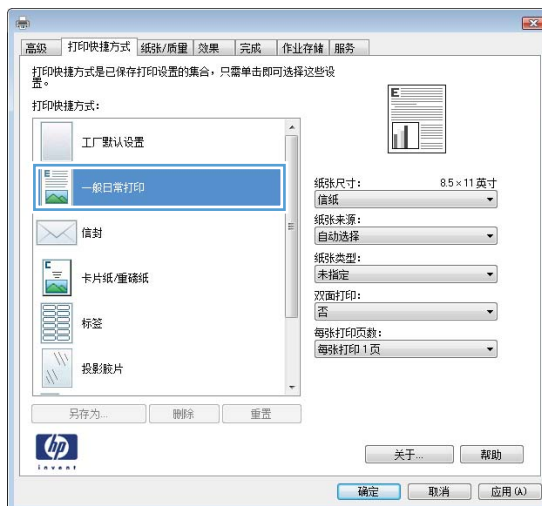 高级 打印快捷方式 纸张/质量 效果 完成 作业存储 服务
打印快捷方式是已保存打印设置的集合，只需单击即可选择这些设
置。
打印快捷方式:
工厂默认设置
一般日常打印
信封
卡片纸/重磅纸
标签
投影胶片
另存为... 删除 重置
E
纸张尺寸: 8.5×11 英寸
信纸
纸张来源:
自动选择
纸张类型:
未指定
双面打印:
否
每张打印页数:
每张打印 1 页
hp
invent
关于... 帮助
确定 取消 应用(A)